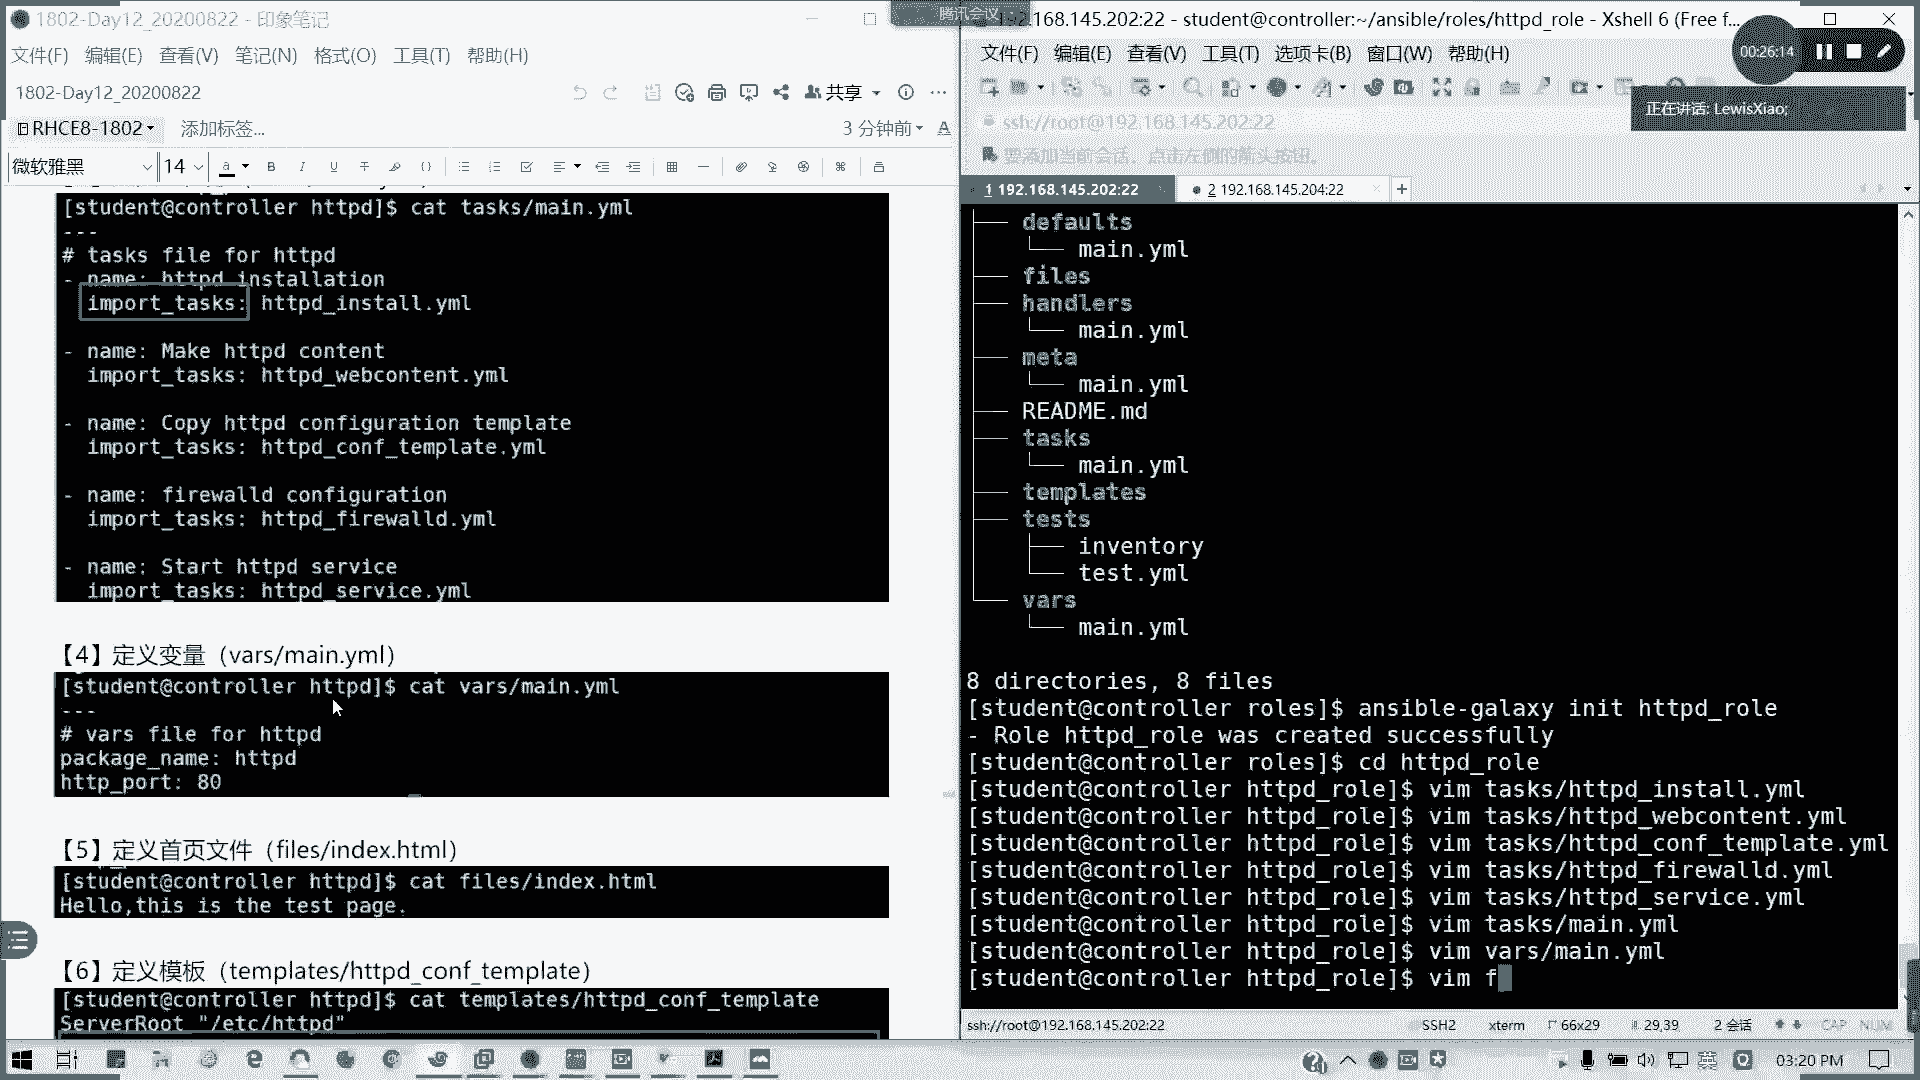 1802-Day12_20200822 - 印象笔记
文件(F) 编辑(E) 查看(V) 笔记(N) 格式(O) 工具(T) 帮助(H)
1802-Day12_20200822
共享
RHCE8-1802
添加标签...
3 分钟前
微软雅黑
14
[student@controller httpd]$ cat tasks/main.yml
---
# tasks file for httpd
- name: httpd installation
import_tasks: httpd_install.yml
- name: Make httpd content
import_tasks: httpd_webcontent.yml
- name: Copy httpd configuration template
import_tasks: httpd_conf_template.yml
- name: firewalld configuration
import_tasks: httpd_firewalld.yml
- name: Start httpd service
import_tasks: httpd_service.yml
【4】定义变量（vars/main.yml）
[student@controller httpd]$ cat vars/main.yml
---
# vars file for httpd
package_name: httpd
http_port: 80
【5】定义首页文件（files/index.html）
[student@controller httpd]$ cat files/index.html
Hello,this is the test page.
【6】定义模板（templates/httpd_conf_template）
[student@controller httpd]$ cat templates/httpd_conf_template
ServerRoot "/etc/httpd"
腾讯会议
192.168.145.202:22 - student@controller:~/ansible/roles/httpd_role - Xshell 6 (Free f...
文件(F) 编辑(E) 查看(V) 工具(T) 选项卡(B) 窗口(W) 帮助(H)
00:26:14
正在讲话: LewisXiao;
ssh://root@192.168.145.202:22
要添加当前会话，点击左侧的箭头按钮。
1 192.168.145.202:22
2 192.168.145.204:22
defaults
main.yml
files
handlers
main.yml
meta
main.yml
README.md
tasks
main.yml
templates
tests
inventory
test.yml
vars
main.yml
8 directories, 8 files
[student@controller roles]$ ansible-galaxy init httpd_role
- Role httpd_role was created successfully
[student@controller roles]$ cd httpd_role
[student@controller httpd_role]$ vim tasks/httpd_install.yml
[student@controller httpd_role]$ vim tasks/httpd_webcontent.yml
[student@controller httpd_role]$ vim tasks/httpd_conf_template.yml
[student@controller httpd_role]$ vim tasks/httpd_firewalld.yml
[student@controller httpd_role]$ vim tasks/httpd_service.yml
[student@controller httpd_role]$ vim tasks/main.yml
[student@controller httpd_role]$ vim vars/main.yml
[student@controller httpd_role]$ vim f
ssh://root@192.168.145.202:22
SSH2
xterm
66x29
29,39
2 会话
CAP
NUM
英
03:20 PM